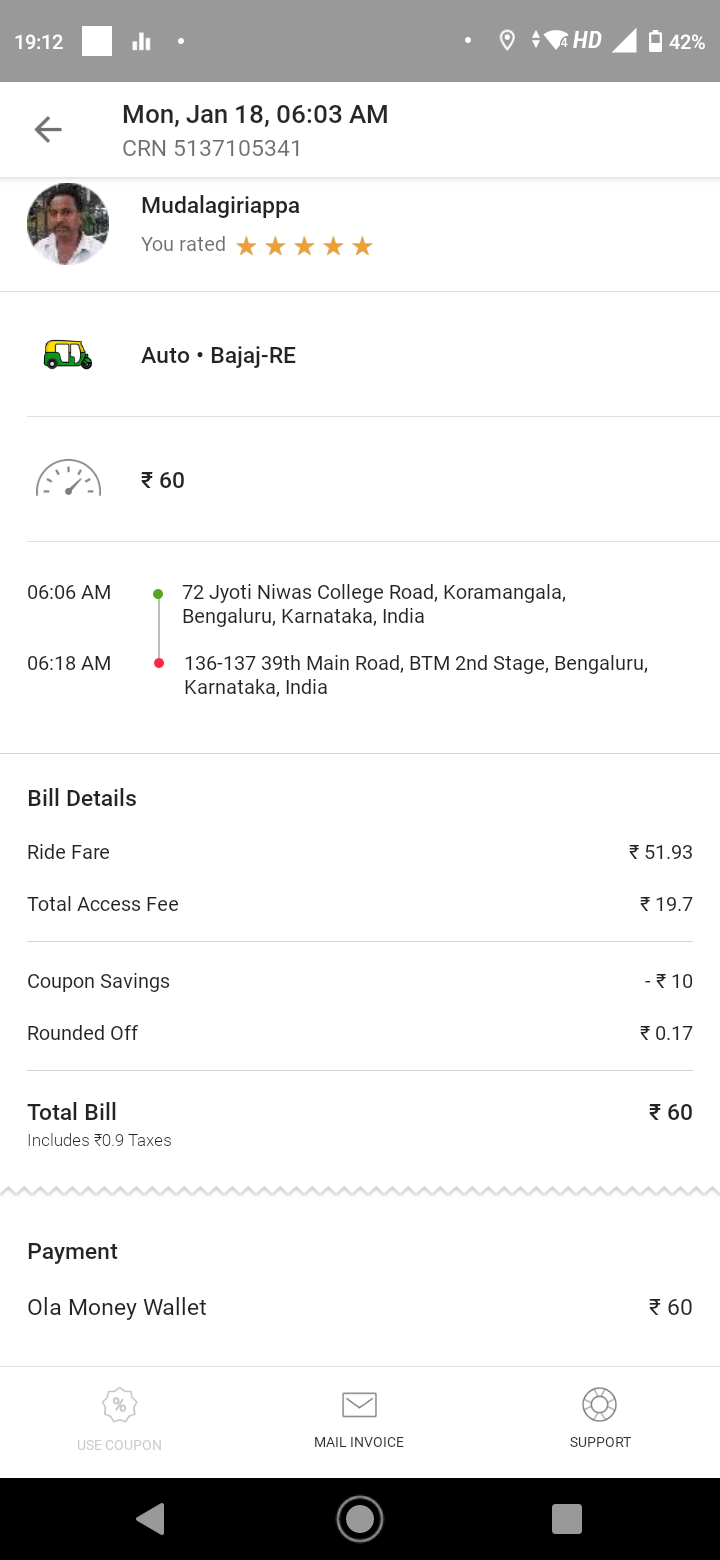 19:12 4 HD 42%
Mon, Jan 18, 06:03 AM
CRN 5137105341
Mudalagiriappa
You rated
Auto • Bajaj-RE
₹ 60
06:06 AM 72 Jyoti Niwas College Road, Koramangala,
Bengaluru, Karnataka, India
06:18 AM 136-137 39th Main Road, BTM 2nd Stage, Bengaluru,
Karnataka, India
Bill Details
Ride Fare ₹ 51.93
Total Access Fee ₹ 19.7
Coupon Savings - ₹ 10
Rounded Off ₹ 0.17
Total Bill ₹ 60
Includes ₹0.9 Taxes
Payment
Ola Money Wallet ₹ 60
% USE COUPON MAIL INVOICE SUPPORT